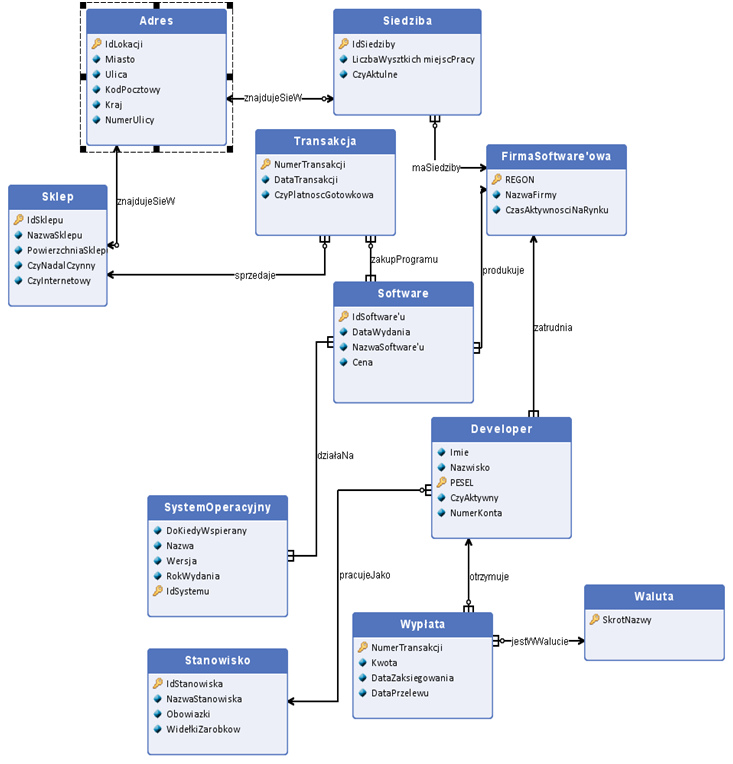 Adres
IdLokacji
Miasto
Ulica
KodPocztowy
Kraj
NumerUlicy
Siedziba
IdSiedziby
LiczbaWysztkich miejscPracy
CzyAktulne
znajdujeSieW
Transakcja
NumerTransakcji
DataTransakcji
CzyPlatnoscGotowkowa
maSiedziby
FirmaSoftware'owa
REGON
NazwaFirmy
CzasAktywnosciNaRynku
Sklep
IdSklepu
NazwaSklepu
PowierzchniaSklep
CzyNadalCzynny
CzyInternetowy
znajdujeSieW
sprzedaje
zakupProgramu
produkuje
Software
IdSoftware'u
DataWydania
NazwaSoftware'u
Cena
zatrudnia
działaNa
Developer
Imie
Nazwisko
PESEL
CzyAktywny
NumerKonta
SystemOperacyjny
DoKiedyWspierany
Nazwa
Wersja
RokWydania
IdSystemu
pracujeJako
otrzymuje
Wypłata
NumerTransakcji
Kwota
DataZaksiegowania
DataPrzelewu
jestWWalucie
Waluta
SkrotNazwy
Stanowisko
IdStanowiska
NazwaStanowiska
Obowiazki
WidełkiZarobkow